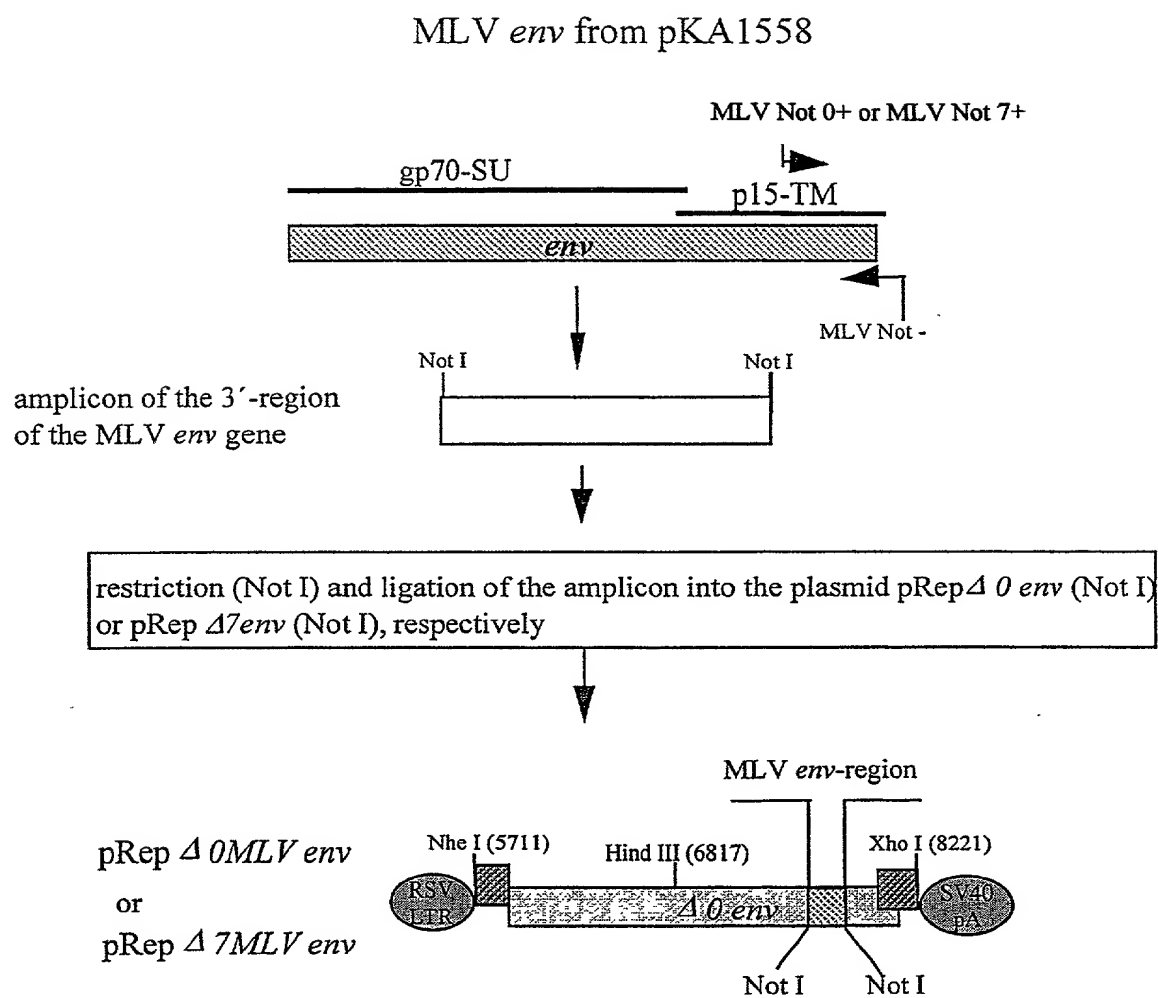 MLV env from pKA1558
MLV Not 0+ or MLV Not 7+
gp70-SU
p15-TM
env
MLV Not -
Not I
Not I
amplicon of the 3´-region
of the MLV env gene
restriction (Not I) and ligation of the amplicon into the plasmid pRepΔ 0 env (Not I)
or pRep Δ7env (Not I), respectively
MLV env-region
pRep Δ 0MLV env
or
pRep Δ 7MLV env
Nhe I (5711)
Hind III (6817)
Xho I (8221)
RSV
LTR
Δ 0 env
SV40
pA
Not I
Not I